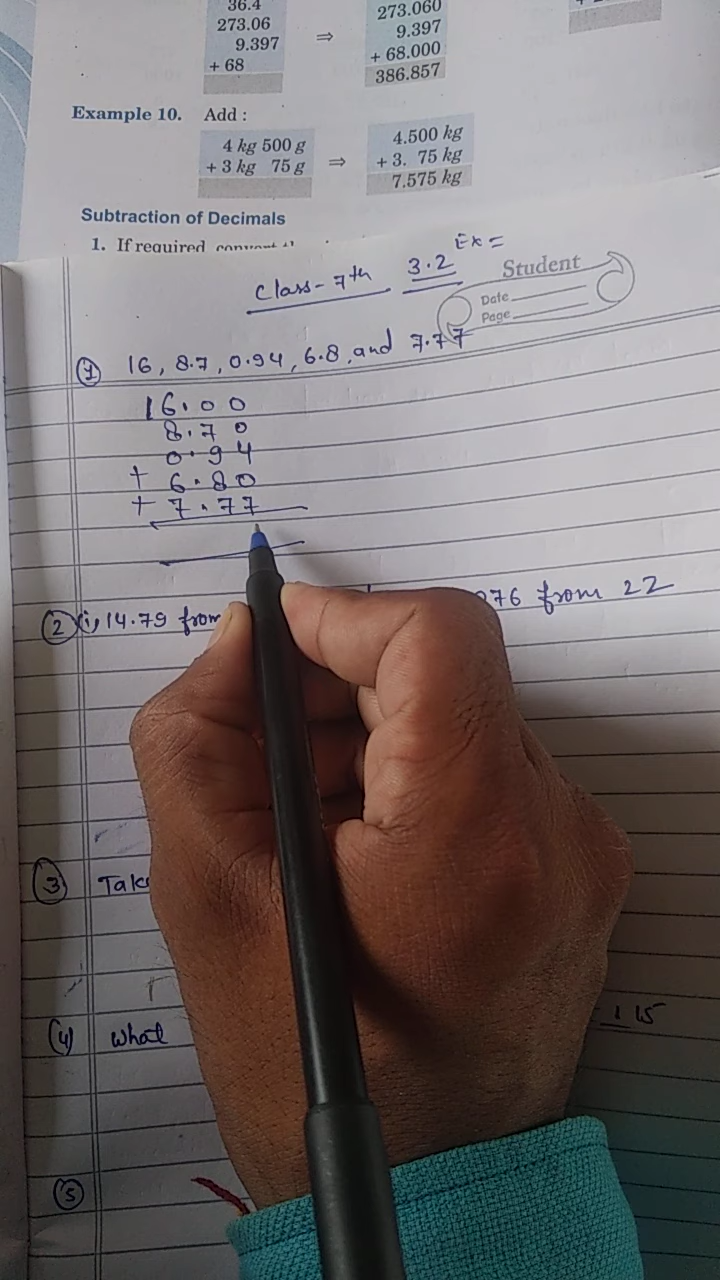 36.4
273.06
9.397
+ 68
⇒
273.060
9.397
+ 68.000
386.857
Example 10. Add :
4 kg 500 g
+ 3 kg 75 g
⇒
4.500 kg
+ 3. 75 kg
7.575 kg
Subtraction of Decimals
1. If required
Class-7th 3.2 Ex=
Student
Date
Page
1 16, 8.7, 0.94, 6.8, and 7.77
16.00
8.70
0.94
+ 6.80
+ 7.77
2 (i) 14.79 from 076 from 22
3
(4) What 15
5